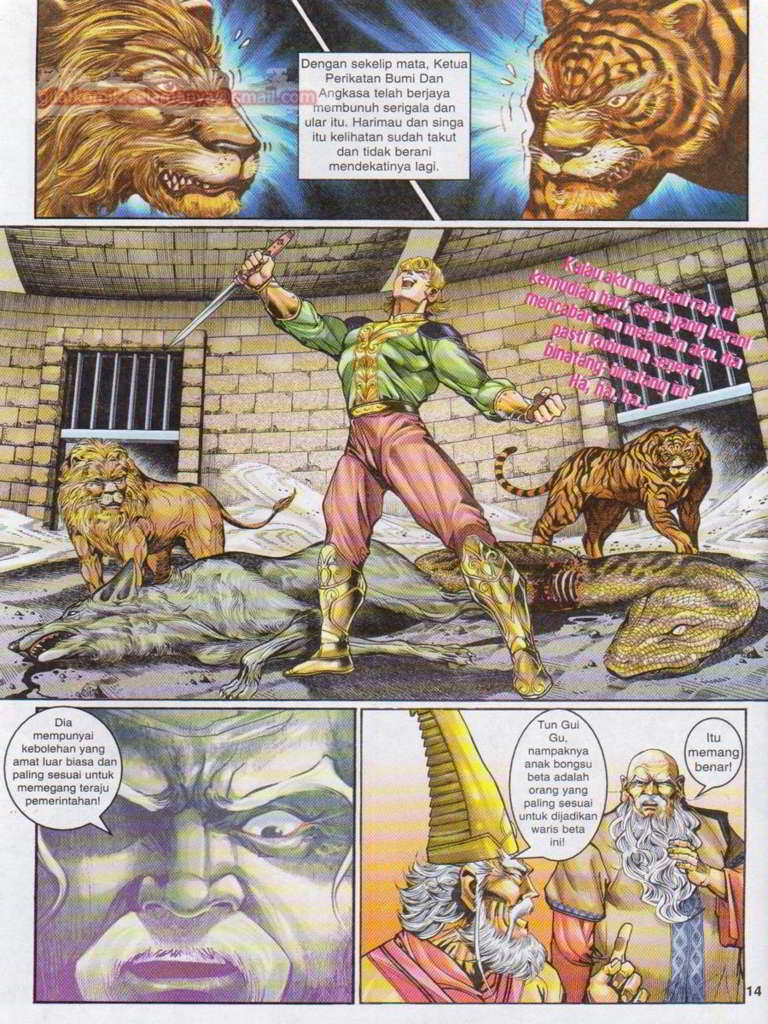 Dengan sekelip mata, Ketua
Perikatan Bumi Dan
Angkasa telah berjaya
membunuh serigala dan
ular itu. Harimau dan singa
itu kelihatan sudah takut
dan tidak berani
mendekatinya lagi.
Kalau aku menjadi raja di
kemudian hari, siapa yang berani
mencabar dan melawan aku, dia
pasti kubunuh seperti
binatang-binatang ini!
Ha, ha, ha..!
Dia
mempunyai
kebolehan yang
amat luar biasa dan
paling sesuai untuk
memegang teraju
pemerintahan!
Tun Gui
Gu,
nampaknya
anak bongsu
beta adalah
orang yang
paling sesuai
untuk dijadikan
waris beta
ini!
Itu
memang
benar!
14